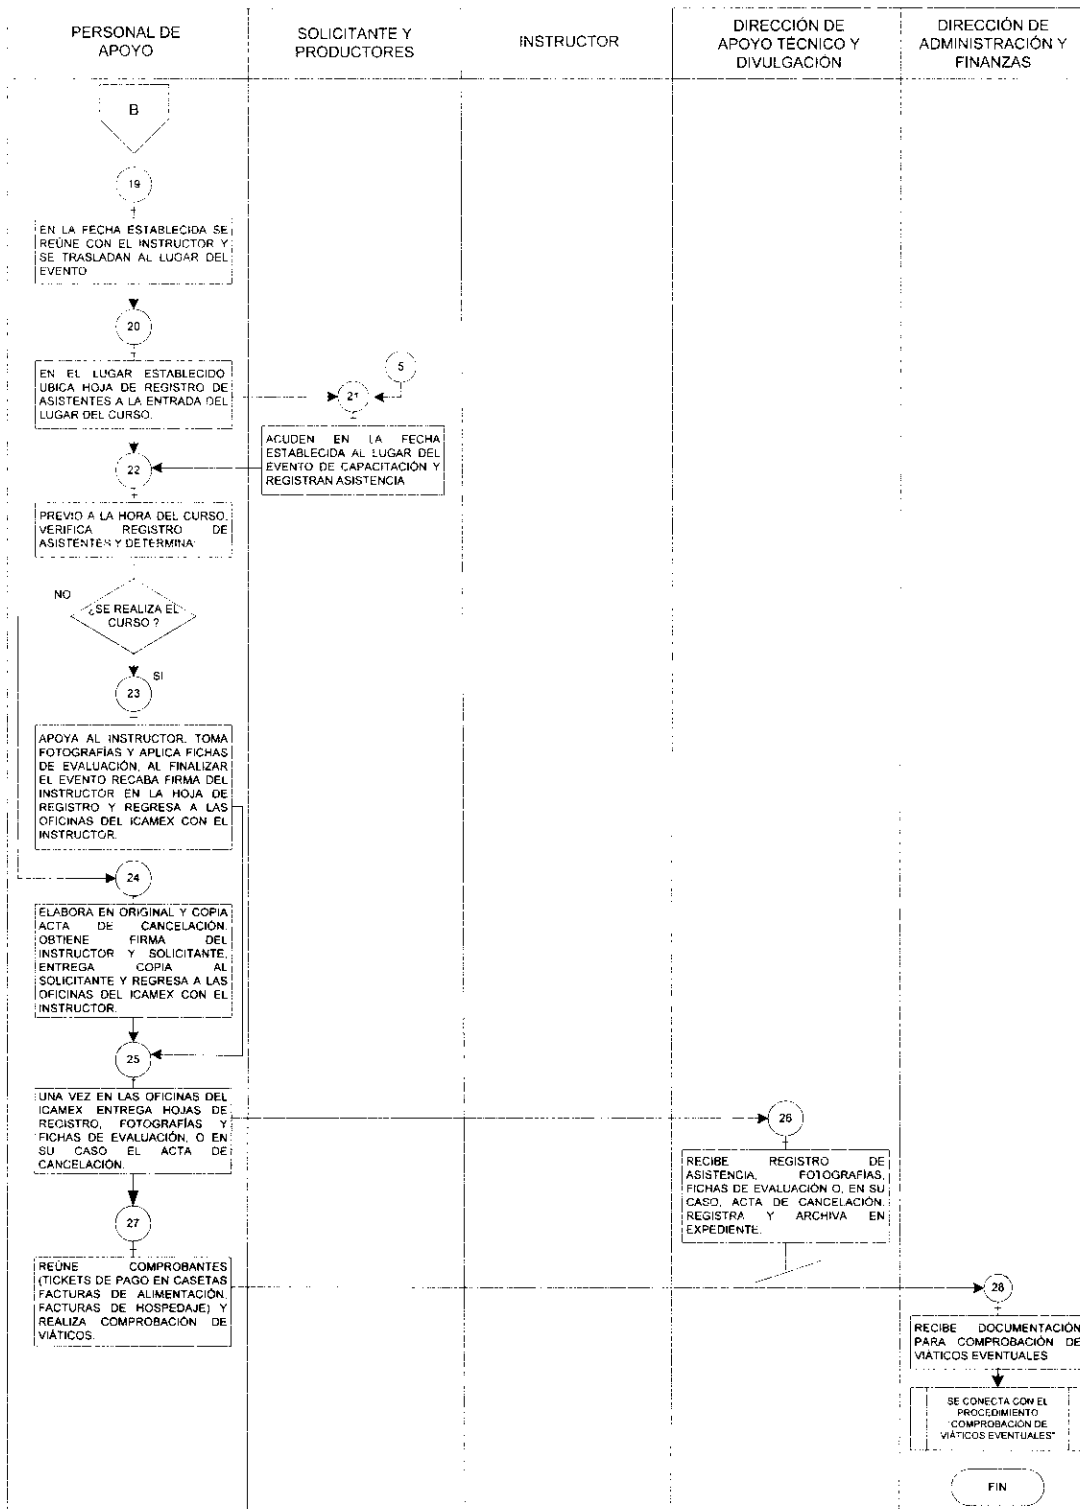 PERSONAL DE
APOYO
SOLICITANTE Y
PRODUCTORES
INSTRUCTOR
DIRECCIÓN DE
APOYO TÉCNICO Y
DIVULGACIÓN
DIRECCIÓN DE
ADMINISTRACIÓN Y
FINANZAS
B
19
EN LA FECHA ESTABLECIDA SE
REÚNE CON EL INSTRUCTOR Y
SE TRASLADAN AL LUGAR DEL
EVENTO
20
EN EL LUGAR ESTABLECIDO
UBICA HOJA DE REGISTRO DE
ASISTENTES A LA ENTRADA DEL
LUGAR DEL CURSO.
5
21
ACUDEN EN LA FECHA
ESTABLECIDA AL LUGAR DEL
EVENTO DE CAPACITACIÓN Y
REGISTRAN ASISTENCIA
22
PREVIO A LA HORA DEL CURSO,
VERIFICA REGISTRO DE
ASISTENTES Y DETERMINA:
NO
¿SE REALIZA EL
CURSO ?
SI
23
APOYA AL INSTRUCTOR, TOMA
FOTOGRAFÍAS Y APLICA FICHAS
DE EVALUACIÓN, AL FINALIZAR
EL EVENTO RECABA FIRMA DEL
INSTRUCTOR EN LA HOJA DE
REGISTRO Y REGRESA A LAS
OFICINAS DEL ICAMEX CON EL
INSTRUCTOR.
24
ELABORA EN ORIGINAL Y COPIA
ACTA DE CANCELACIÓN.
OBTIENE FIRMA DEL
INSTRUCTOR Y SOLICITANTE,
ENTREGA COPIA AL
SOLICITANTE Y REGRESA A LAS
OFICINAS DEL ICAMEX CON EL
INSTRUCTOR.
25
UNA VEZ EN LAS OFICINAS DEL
ICAMEX ENTREGA HOJAS DE
REGISTRO, FOTOGRAFÍAS Y
FICHAS DE EVALUACIÓN, O EN
SU CASO EL ACTA DE
CANCELACIÓN.
26
RECIBE REGISTRO DE
ASISTENCIA, FOTOGRAFÍAS,
FICHAS DE EVALUACIÓN O, EN SU
CASO, ACTA DE CANCELACIÓN.
REGISTRA Y ARCHIVA EN
EXPEDIENTE.
27
REÚNE COMPROBANTES
(TICKETS DE PAGO EN CASETAS
FACTURAS DE ALIMENTACIÓN,
FACTURAS DE HOSPEDAJE) Y
REALIZA COMPROBACIÓN DE
VIÁTICOS.
28
RECIBE DOCUMENTACIÓN
PARA COMPROBACIÓN DE
VIÁTICOS EVENTUALES
SE CONECTA CON EL
PROCEDIMIENTO
"COMPROBACIÓN DE
VIÁTICOS EVENTUALES"
FIN